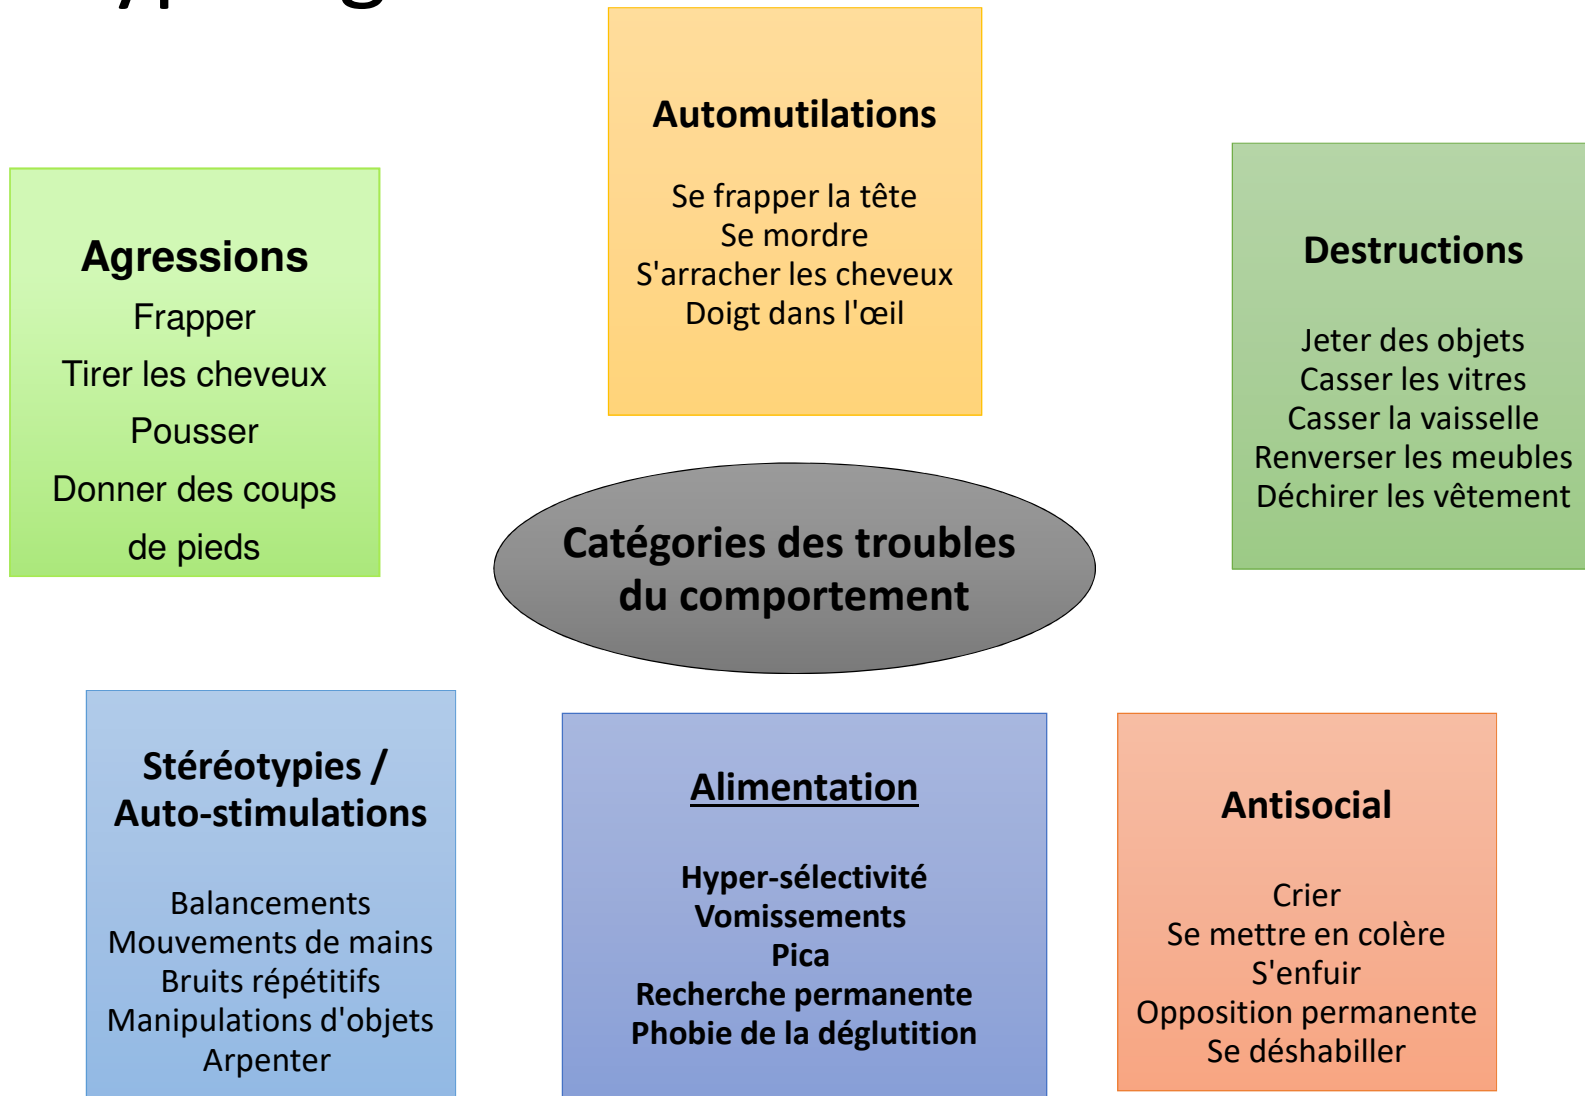 Automutilations
Se frapper la tête
Se mordre
S'arracher les cheveux
Doigt dans l'œil
Agressions
Frapper
Tirer les cheveux
Pousser
Donner des coups
de pieds
Destructions
Jeter des objets
Casser les vitres
Casser la vaisselle
Renverser les meubles
Déchirer les vêtement
Catégories des troubles
du comportement
Stéréotypies /
Auto-stimulations
Balancements
Mouvements de mains
Bruits répétitifs
Manipulations d'objets
Arpenter
Alimentation
Hyper-sélectivité
Vomissements
Pica
Recherche permanente
Phobie de la déglutition
Antisocial
Crier
Se mettre en colère
S'enfuir
Opposition permanente
Se déshabiller